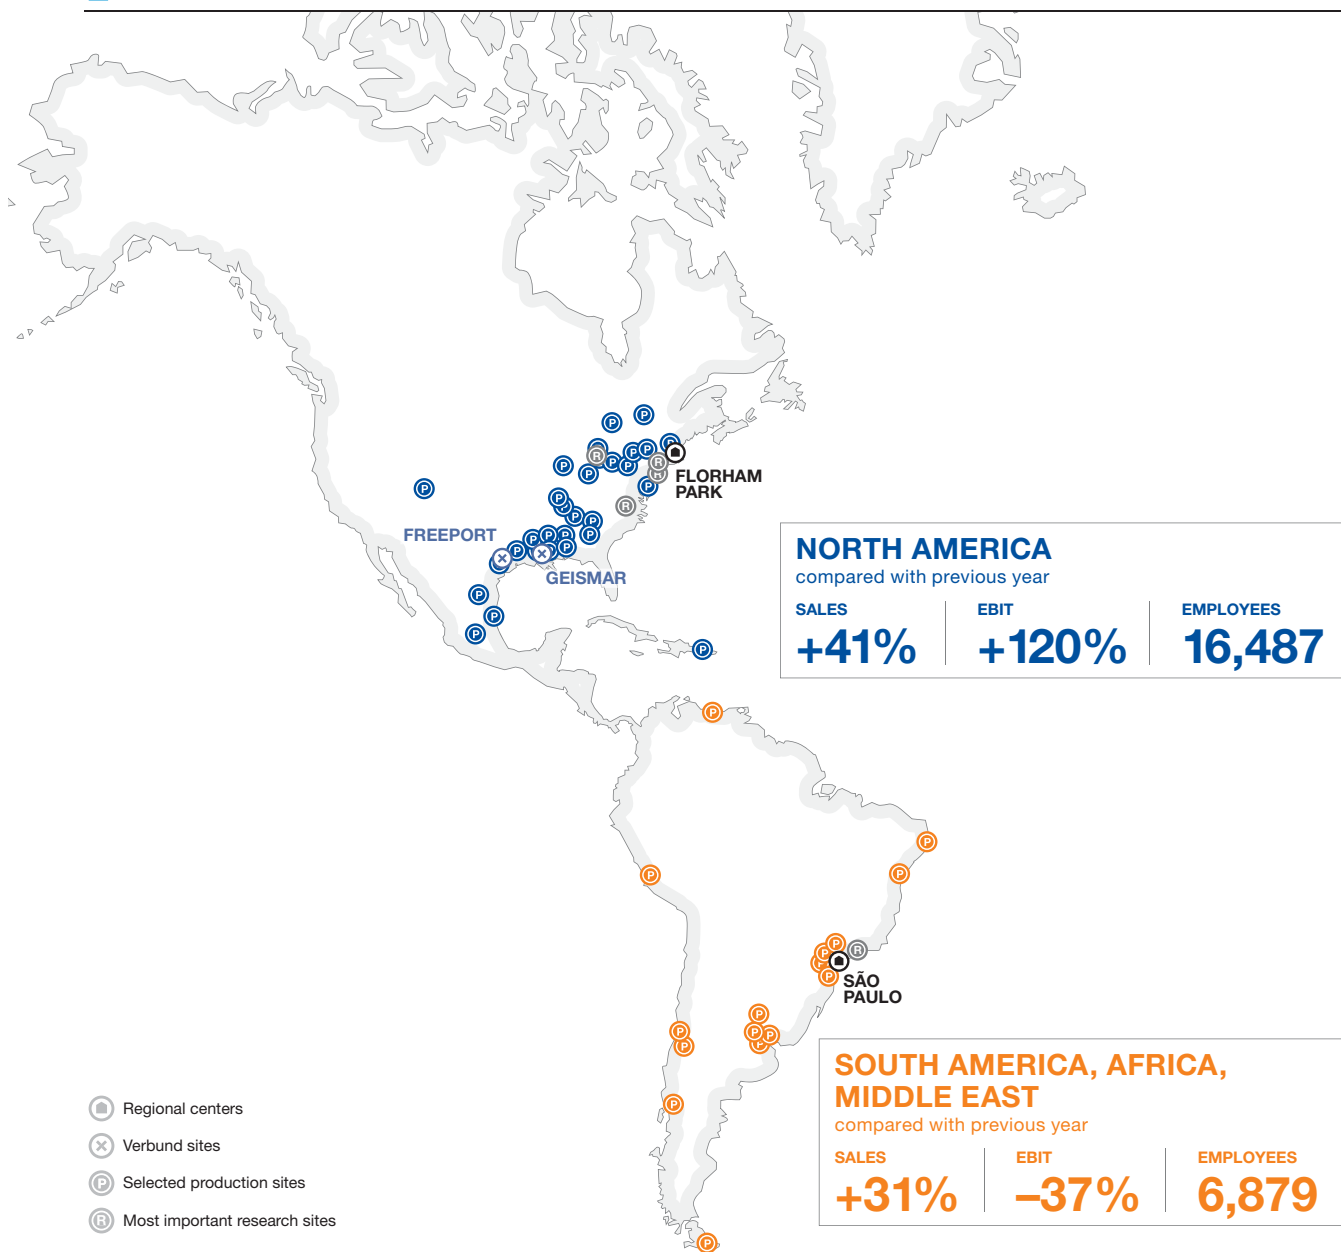 FLORHAM
PARK
FREEPORT
GEISMAR
NORTH AMERICA
compared with previous year
SALES
EBIT
EMPLOYEES
+41%
+120%
16,487
SÃO
PAULO
SOUTH AMERICA, AFRICA,
MIDDLE EAST
compared with previous year
SALES
EBIT
EMPLOYEES
+31%
–37%
6,879
Regional centers
Verbund sites
P Selected production sites
R Most important research sites